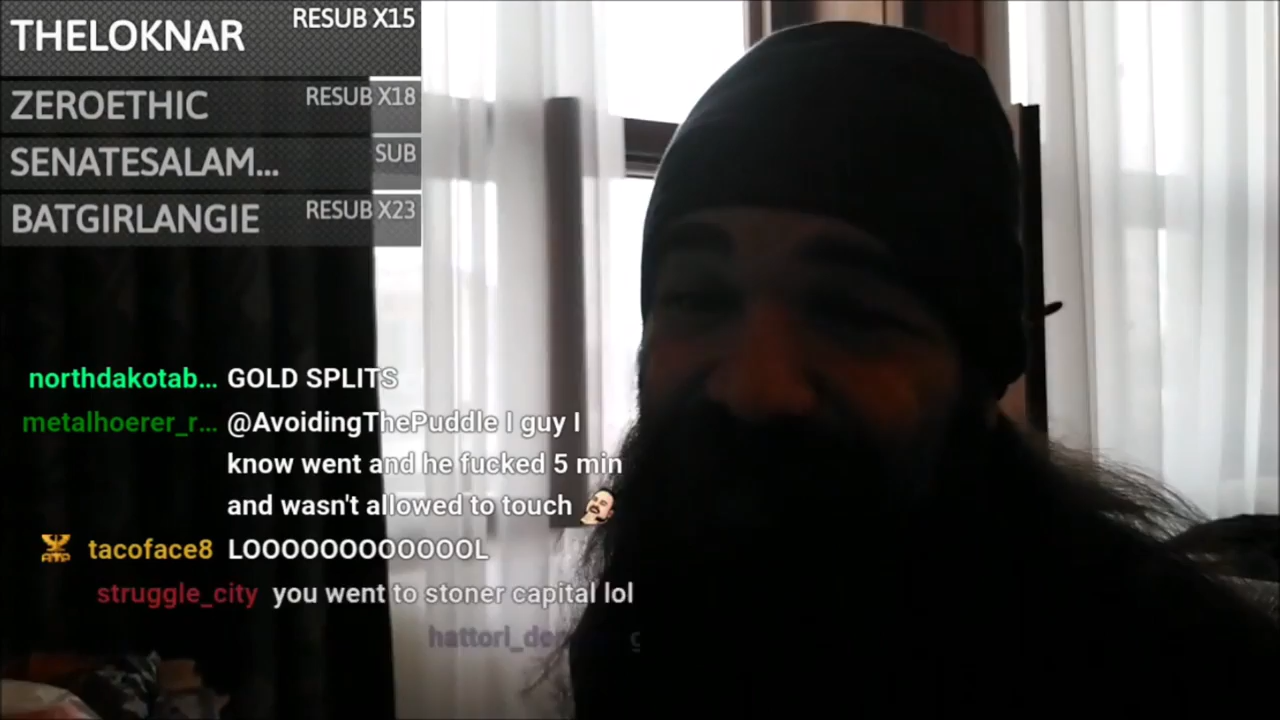 THELOKNAR RESUB X15
ZEROETHIC RESUB X18
SENATESALAM... SUB
BATGIRLANGIE RESUB X23
northdakotab... GOLD SPLITS
metalhoerer_r... @AvoidingThePuddle I guy I
know went and he fucked 5 min
and wasn't allowed to touch
tacoface8 LOOOOOOOOOOOOL
struggle_city you went to stoner capital lol